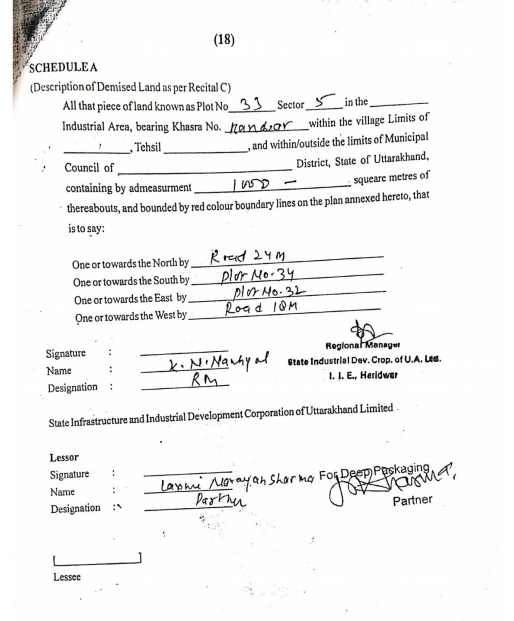 (18)
SCHEDULE A
(Description of Demised Land as per Recital C)
All that piece of land known as Plot No 33 Sector 5 in the
Industrial Area, bearing Khasra No. within the village Limits of
, Tehsil , and within/outside the limits of Municipal
Council of District, State of Uttarakhand,
containing by admeasurment squeare metres of
thereabouts, and bounded by red colour boundary lines on the plan annexed hereto, that
is to say:
One or towards the North by Road 24 M
One or towards the South by Plot No. 34
One or towards the East by Plot No. 32
One or towards the West by Road 18M
Regional Manager
Signature :
State Industrial Dev. Crop. of U.A. Ltd.
Name :
I. I. E., Haridwar
Designation : RM
State Infrastructure and Industrial Development Corporation of Uttarakhand Limited
Lessor
Signature :
Name : Laxmi Narayan Sharma For Deep Packaging
Designation : Partner
Partner
Lessee